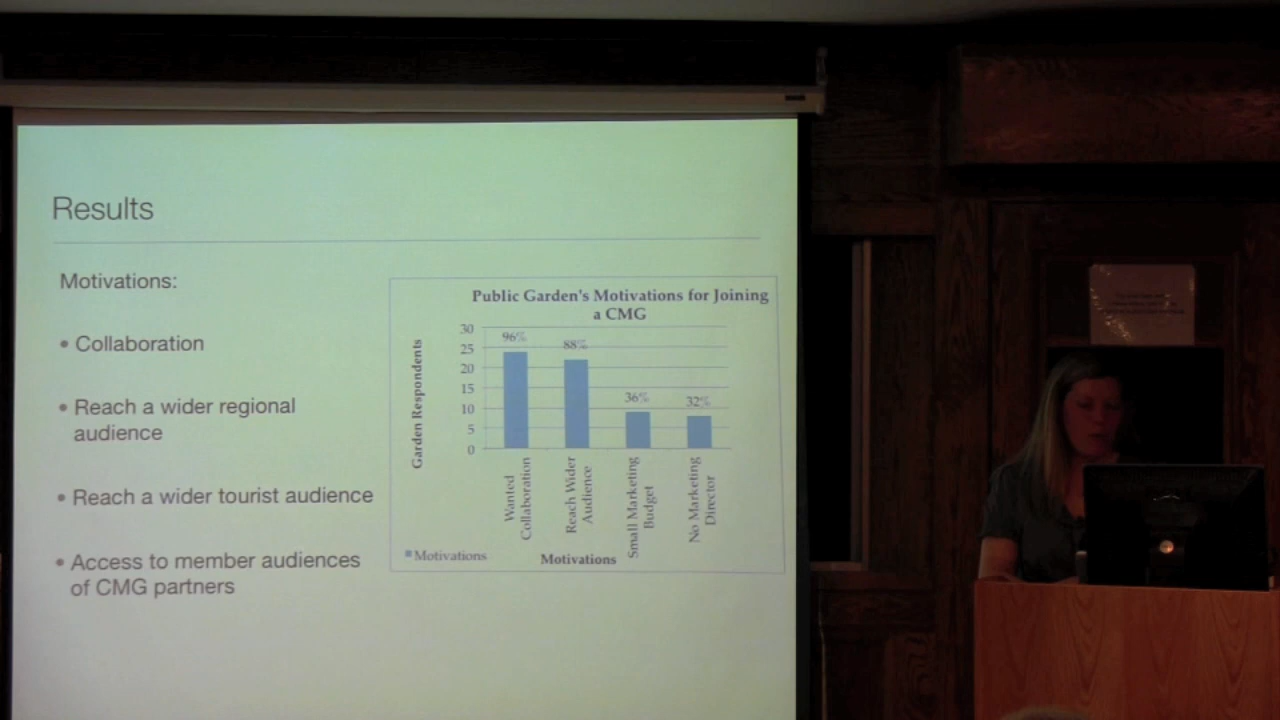 Results
Motivations:
• Collaboration
• Reach a wider regional
audience
• Reach a wider tourist audience
• Access to member audiences
of CMG partners
Public Garden's Motivations for Joining
a CMG
Garden Respondents
30
25
20
15
10
5
0
96%
88%
36%
32%
Wanted
Collaboration
Reach Wider
Audience
Small Marketing
Budget
No Marketing
Director
Motivations
Motivations